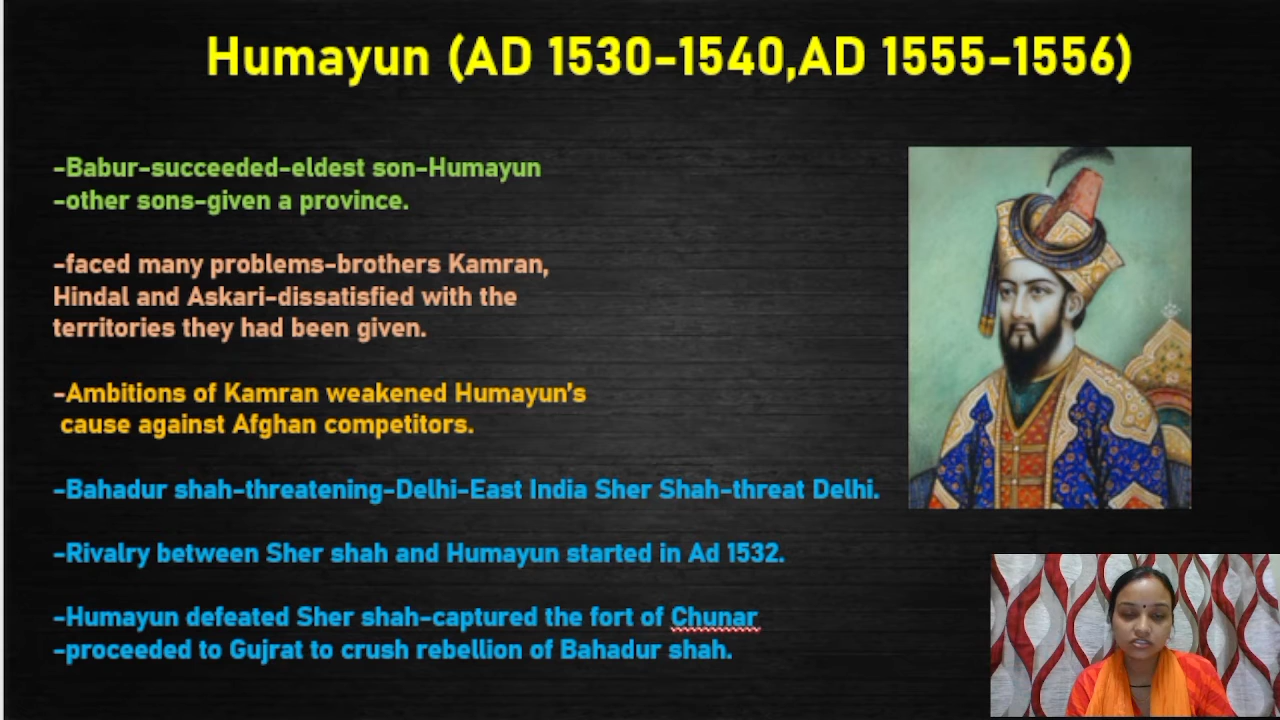 Humayun (AD 1530-1540,AD 1555-1556)
-Babur-succeeded-eldest son-Humayun
-other sons-given a province.
-faced many problems-brothers Kamran,
Hindal and Askari-dissatisfied with the
territories they had been given.
-Ambitions of Kamran weakened Humayun's
cause against Afghan competitors.
-Bahadur shah-threatening-Delhi-East India Sher Shah-threat Delhi.
-Rivalry between Sher shah and Humayun started in Ad 1532.
-Humayun defeated Sher shah-captured the fort of Chunar
-proceeded to Gujrat to crush rebellion of Bahadur shah.